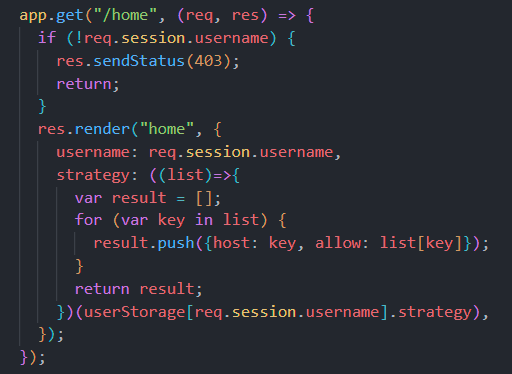 app.get("/home", (req, res) => {
  if (!req.session.username) {
    res.sendStatus(403);
    return;
  }
  res.render("home", {
    username: req.session.username,
    strategy: ((list)=>{
      var result = [];
      for (var key in list) {
        result.push({host: key, allow: list[key]});
      }
      return result;
    })(userStorage[req.session.username].strategy),
  });
});